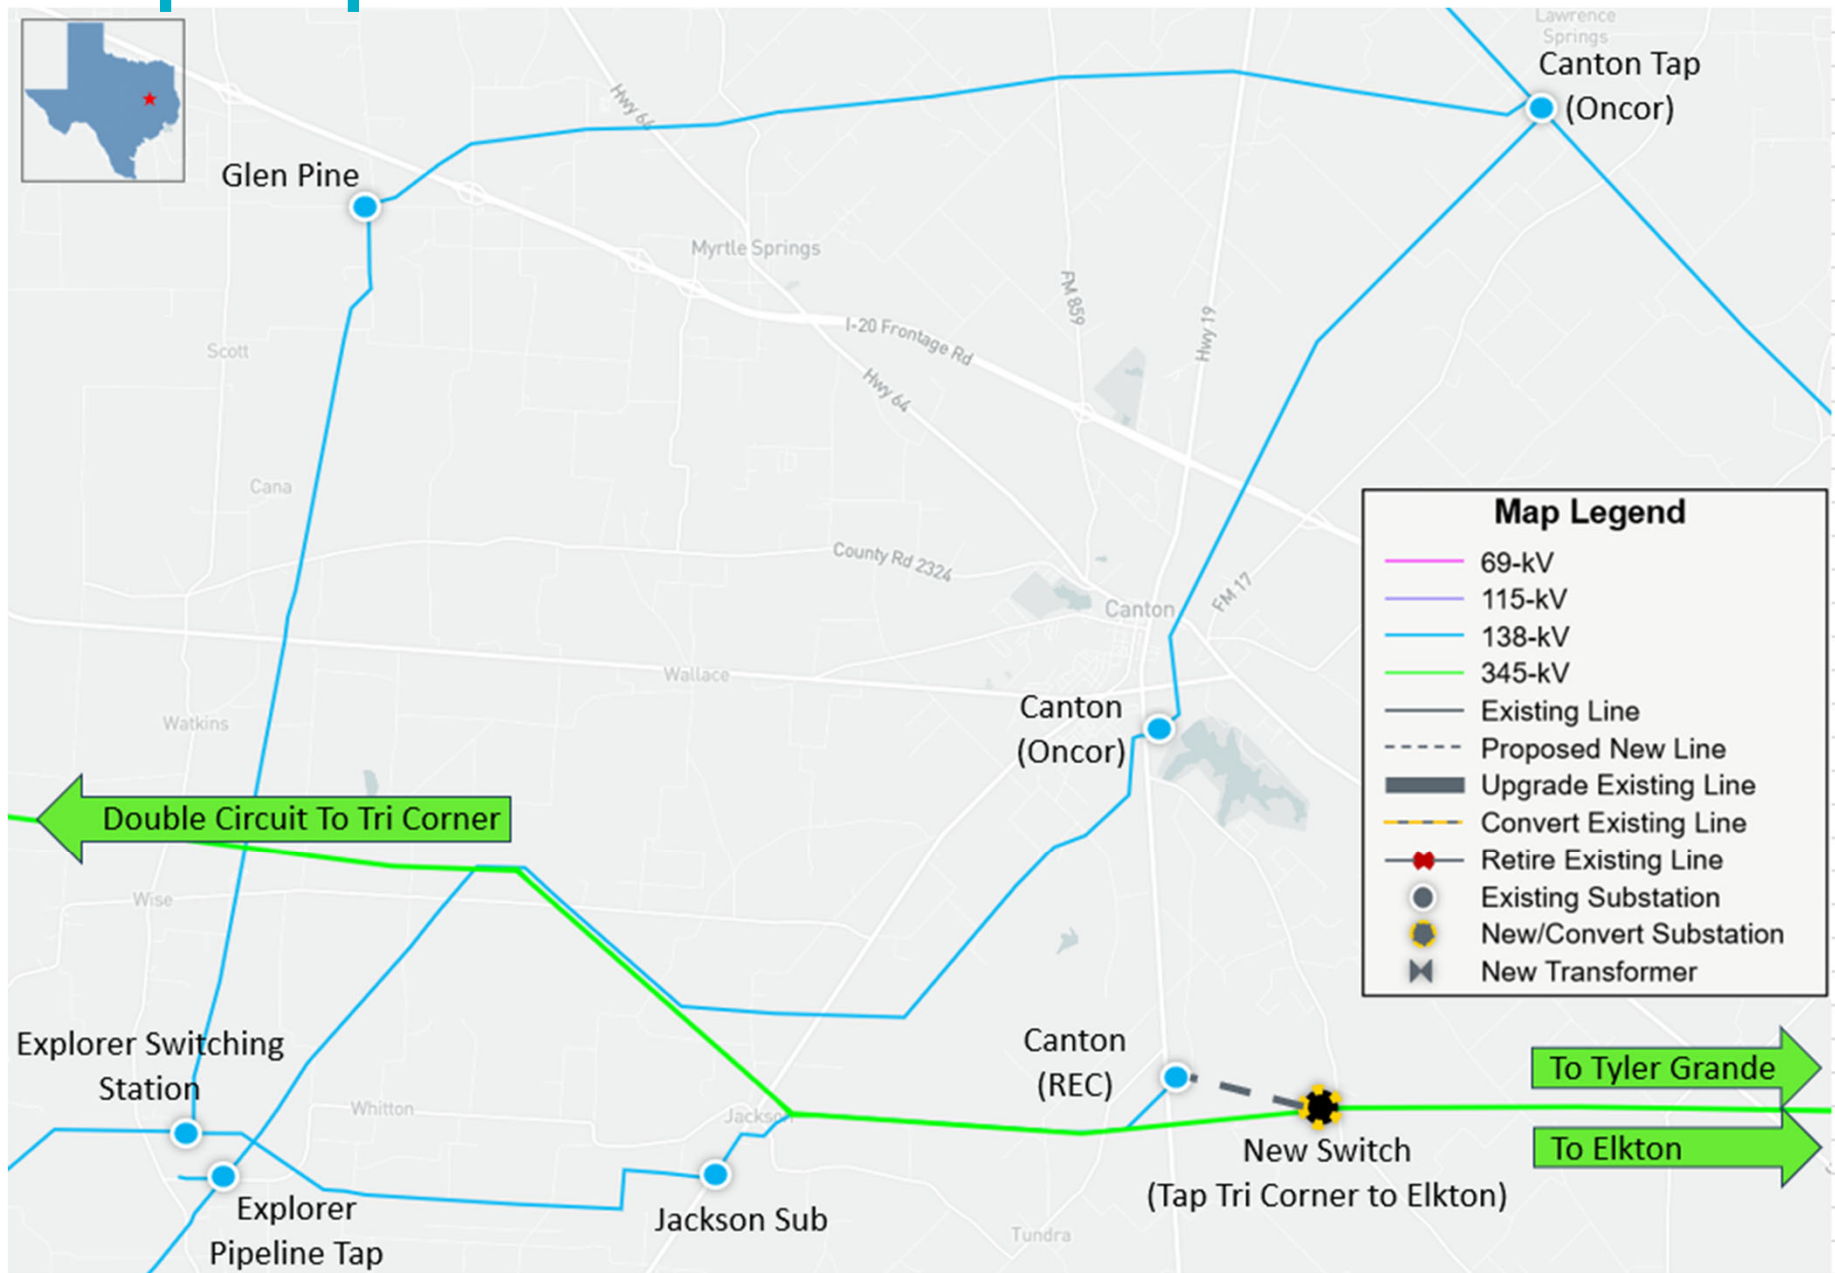 Lawrence
Springs
Canton Tap
(Oncor)
Hwy 64
Glen Pine
Myrtle Springs
FM 859
Hwy 19
I-20 Frontage Rd
Scott
Hwy 64
Cana
County Rd 2324
FM 17
Canton
Wallace
Watkins
Canton
(Oncor)
Map Legend
69-kV
115-kV
138-kV
345-kV
Existing Line
Proposed New Line
Upgrade Existing Line
Convert Existing Line
Retire Existing Line
Existing Substation
New/Convert Substation
New Transformer
Double Circuit To Tri Corner
Wise
Explorer Switching
Station
Canton
(REC)
To Tyler Grande
Whitton
Jackso
To Elkton
New Switch
(Tap Tri Corner to Elkton)
Explorer
Pipeline Tap
Jackson Sub
Tundra